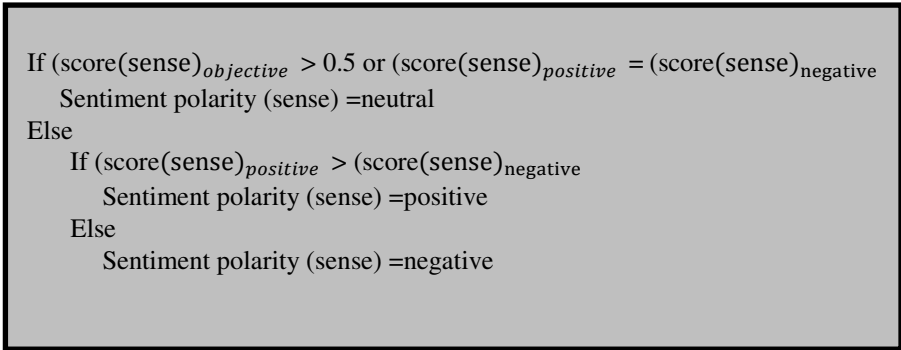 If (score(sense)objective > 0.5 or (score(sense)positive = (score(sense)negative
Sentiment polarity (sense) =neutral
Else
If (score(sense)positive > (score(sense)negative
Sentiment polarity (sense) =positive
Else
Sentiment polarity (sense) =negative